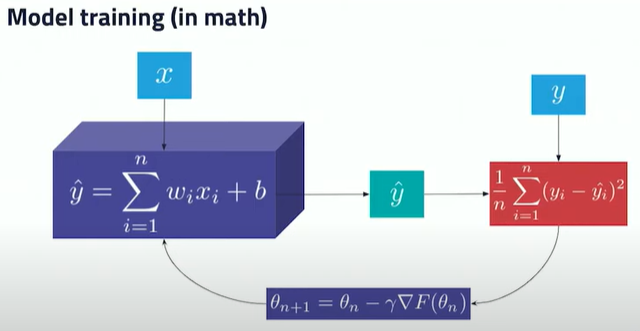 Model training (in math)
x
y
ŷ = ∑_{i=1}^{n} w_i x_i + b
ŷ
1/n ∑_{i=1}^{n} (y_i − ŷ_i)²
θ_{n+1} = θ_n − γ∇F(θ_n)